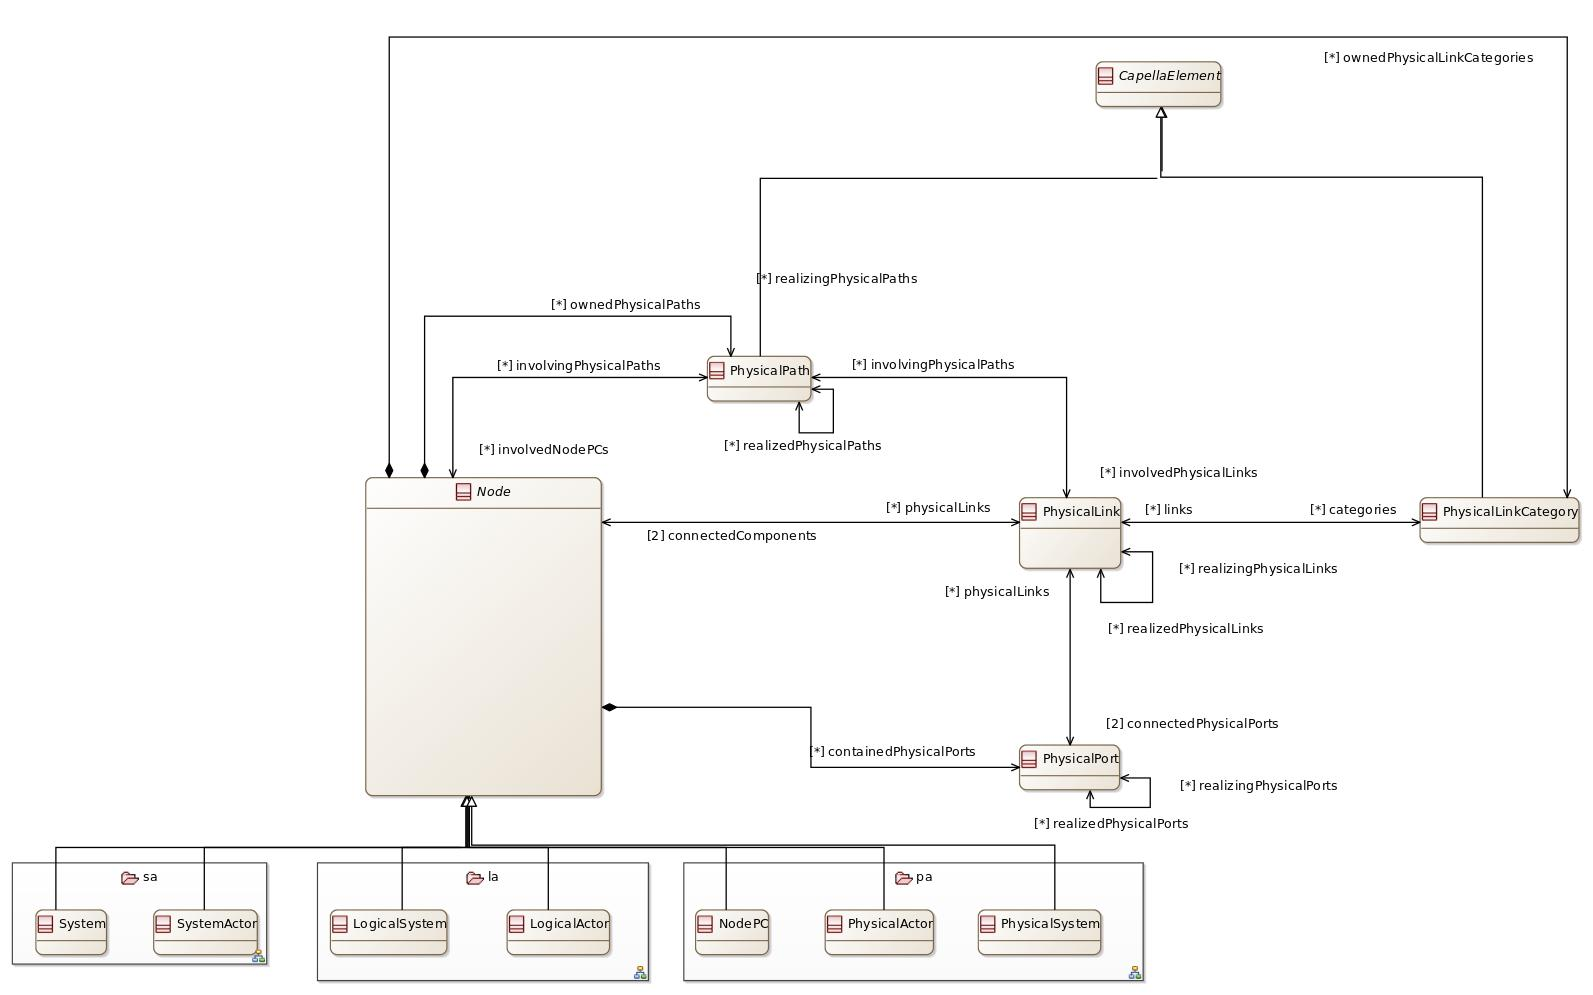 [*] ownedPhysicalLinkCategories
CapellaElement
[*] realizingPhysicalPaths
[*] ownedPhysicalPaths
[*] involvingPhysicalPaths
[*] involvingPhysicalPaths
PhysicalPath
[*] realizedPhysicalPaths
[*] involvedNodePCs
[*] involvedPhysicalLinks
Node
[*] physicalLinks
PhysicalLink
[*] links
[*] categories
PhysicalLinkCategory
[2] connectedComponents
[*] realizingPhysicalLinks
[*] physicalLinks
[*] realizedPhysicalLinks
[2] connectedPhysicalPorts
[*] containedPhysicalPorts
PhysicalPort
[*] realizingPhysicalPorts
[*] realizedPhysicalPorts
sa
la
pa
System
SystemActor
LogicalSystem
LogicalActor
NodePC
PhysicalActor
PhysicalSystem